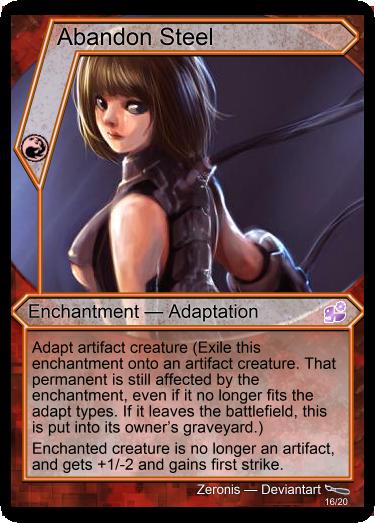 Abandon Steel
Enchantment — Adaptation
Adapt artifact creature (Exile this
enchantment onto an artifact creature. That
permanent is still affected by the
enchantment, even if it no longer fits the
adapt types. If it leaves the battlefield, this
is put into its owner's graveyard.)
Enchanted creature is no longer an artifact,
and gets +1/-2 and gains first strike.
Zeronis — Deviantart
16/20